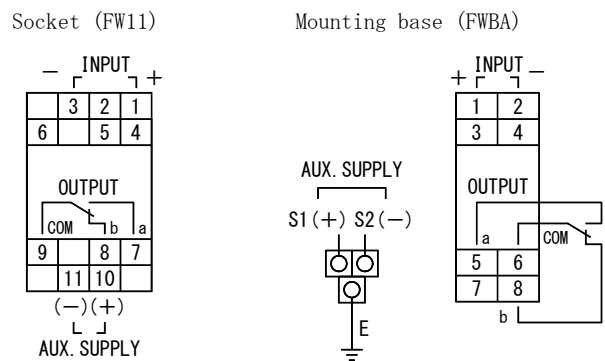 Socket (FW11)
− INPUT +
3 2 1
6 5 4
OUTPUT
COM b a
9 8 7
11 10
(−)(+)
AUX. SUPPLY
Mounting base (FWBA)
+ INPUT −
1 2
3 4
OUTPUT
a COM
5 6
7 8
b
AUX. SUPPLY
S1(+) S2(−)
E